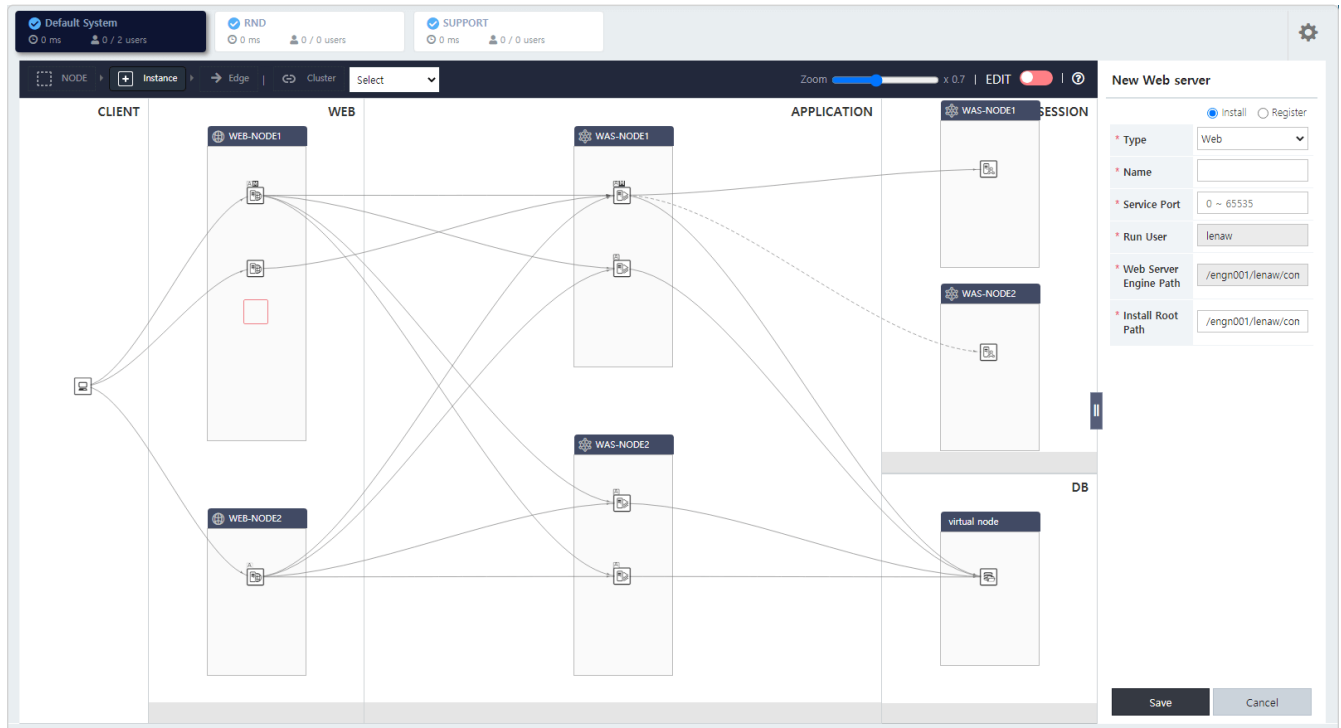 Default System
0 ms 0 / 2 users
RND
0 ms 0 / 0 users
SUPPORT
0 ms 0 / 0 users
NODE Instance Edge | Cluster Select Zoom x 0.7 | EDIT |
CLIENT WEB APPLICATION SESSION
WEB-NODE1
WAS-NODE1
WAS-NODE1
WAS-NODE2
WAS-NODE2
WEB-NODE2
DB
virtual node
New Web server
Install Register
* Type Web
* Name
* Service Port 0 ~ 65535
* Run User lenaw
* Web Server
Engine Path /engn001/lenaw/con
* Install Root
Path /engn001/lenaw/con
Save Cancel